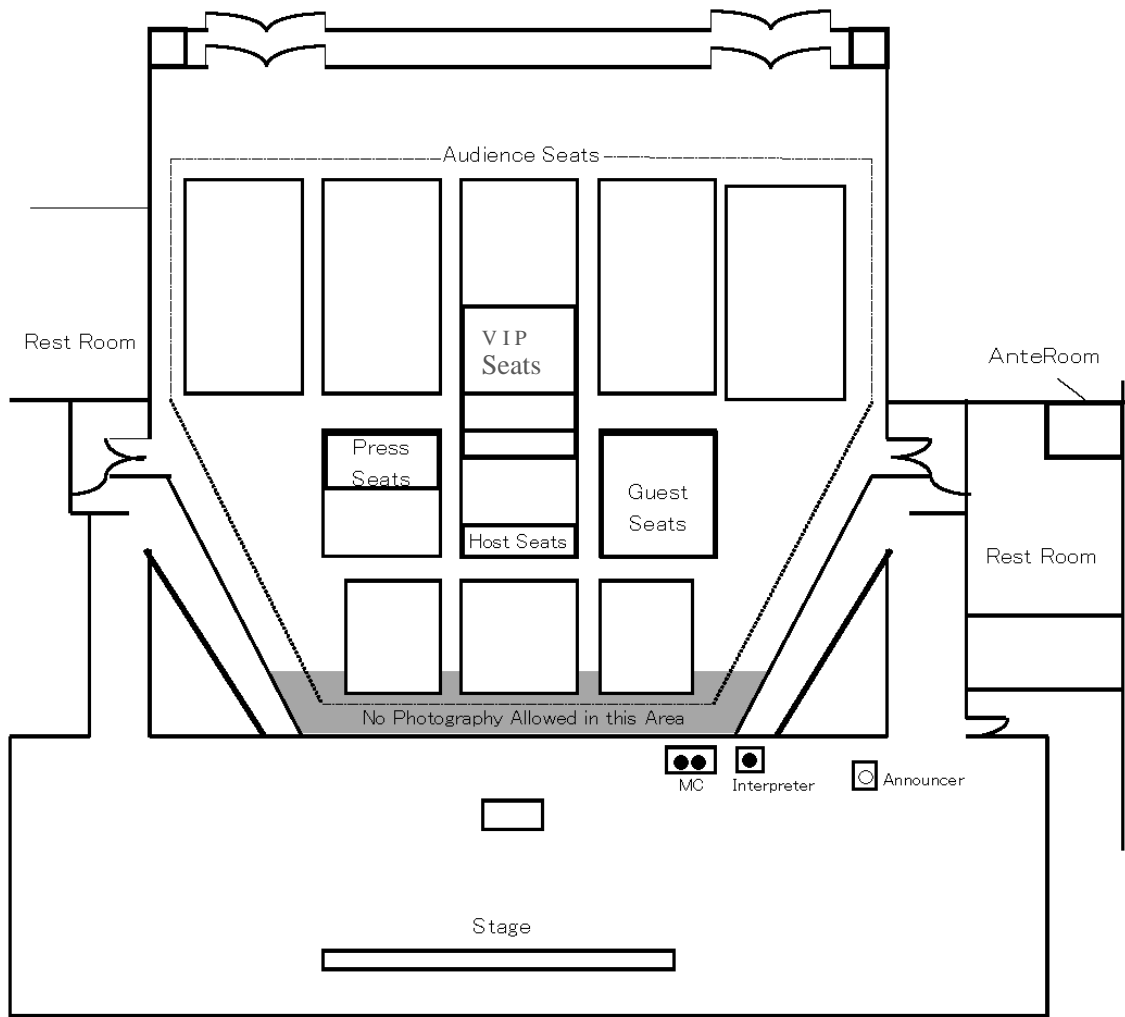 Audience Seats
Rest Room
VIP
Seats
AnteRoom
Press
Seats
Guest
Seats
Host Seats
Rest Room
No Photography Allowed in this Area
MC
Interpreter
Announcer
Stage